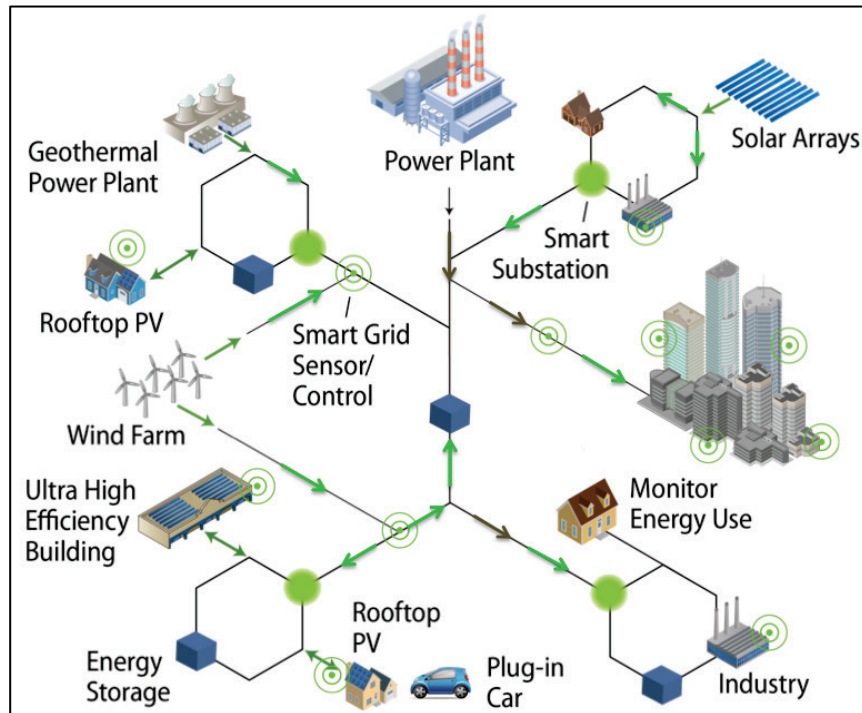 Geothermal
Power Plant
Power Plant
Solar Arrays
Smart
Substation
Rooftop PV
Smart Grid
Sensor/
Control
Wind Farm
Ultra High
Efficiency
Building
Monitor
Energy Use
Rooftop
PV
Energy
Storage
Plug-in
Car
Industry